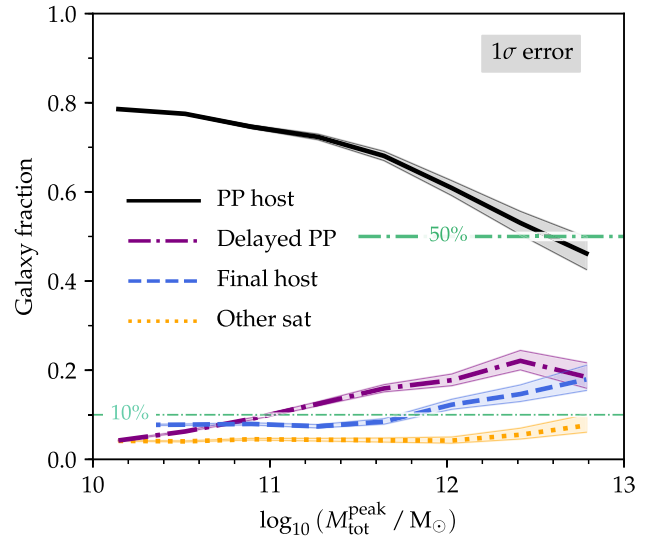 1.0
0.8
0.6
0.4
0.2
0.0
Galaxy fraction
1σ error
PP host
Delayed PP
Final host
Other sat
50%
10%
10
11
12
13
log₁₀ (M_tot^peak / M⊙)